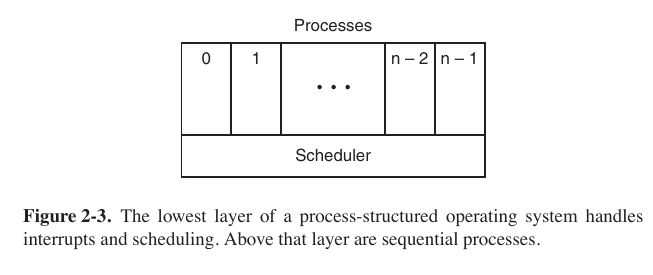 Processes
0 1 • • • n – 2 n – 1
Scheduler
Figure 2-3. The lowest layer of a process-structured operating system handles
interrupts and scheduling. Above that layer are sequential processes.